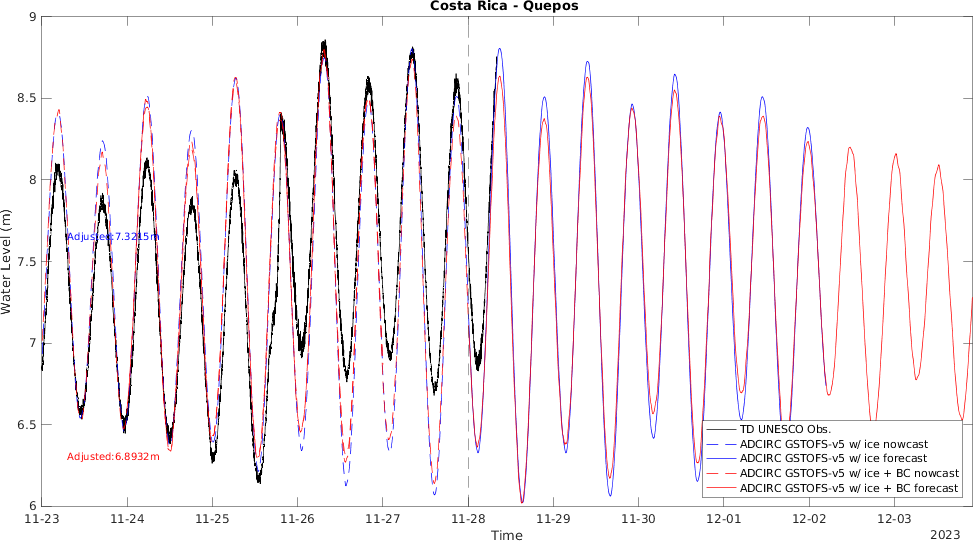 Costa Rica - Quepos
Water Level (m)
9
8.5
8
7.5
7
6.5
6
Adjusted:7.3215m
Adjusted:6.8932m
TD UNESCO Obs.
ADCIRC GSTOFS-v5 w/ ice nowcast
ADCIRC GSTOFS-v5 w/ ice forecast
ADCIRC GSTOFS-v5 w/ ice + BC nowcast
ADCIRC GSTOFS-v5 w/ ice + BC forecast
11-23 11-24 11-25 11-26 11-27 11-28 11-29 11-30 12-01 12-02 12-03
Time
2023